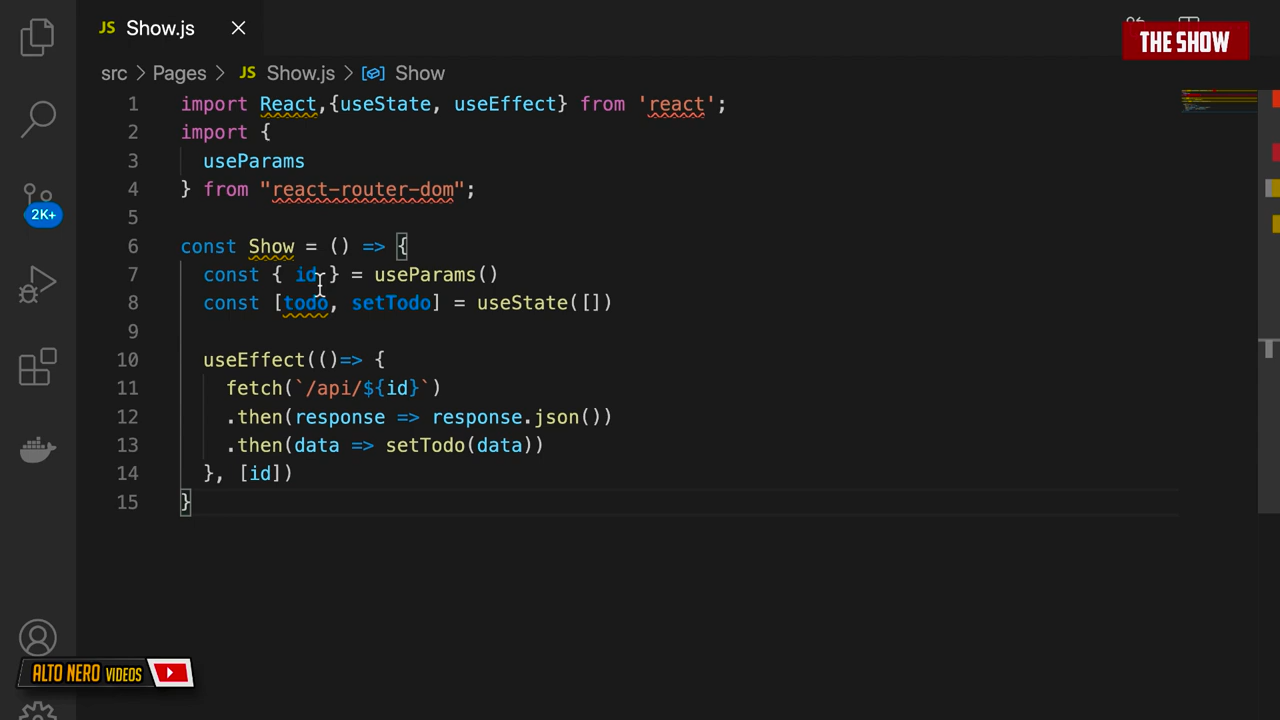 JS Show.js
THE SHOW
src > Pages > JS Show.js > Show
1 import React,{useState, useEffect} from 'react';
2 import {
3   useParams
4 } from "react-router-dom";
5
6 const Show = () => {
7   const { id } = useParams()
8   const [todo, setTodo] = useState([])
9
10   useEffect(()=> {
11     fetch(`/api/${id}`)
12     .then(response => response.json())
13     .then(data => setTodo(data))
14   }, [id])
15 }
2K+
ALTO NERO VIDEOS